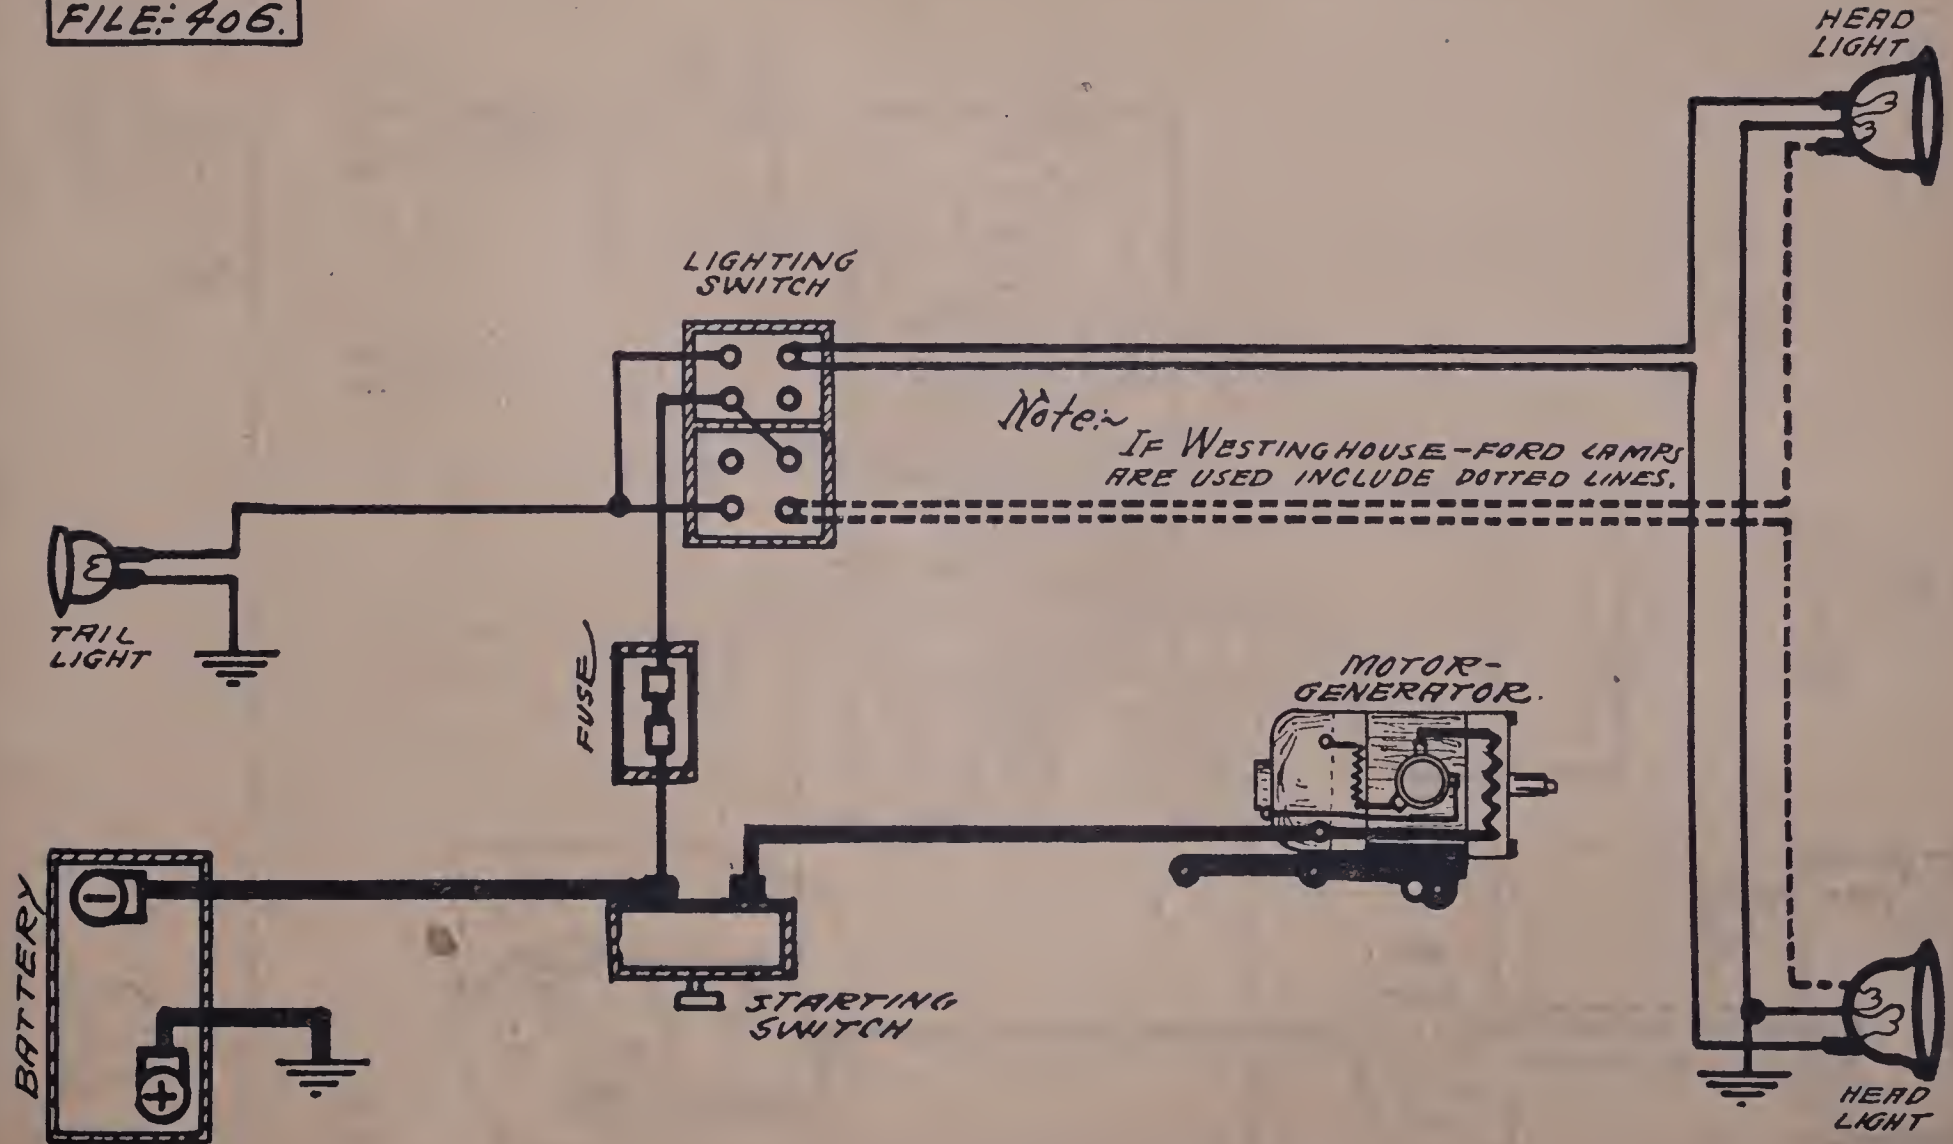 FILE:- 406.
HEAD
LIGHT
LIGHTING
SWITCH
Note:~
IF WESTINGHOUSE-FORD LAMPS
ARE USED INCLUDE DOTTED LINES.
TAIL
LIGHT
FUSE
MOTOR-
GENERATOR.
BATTERY
STARTING
SWITCH
HEAD
LIGHT